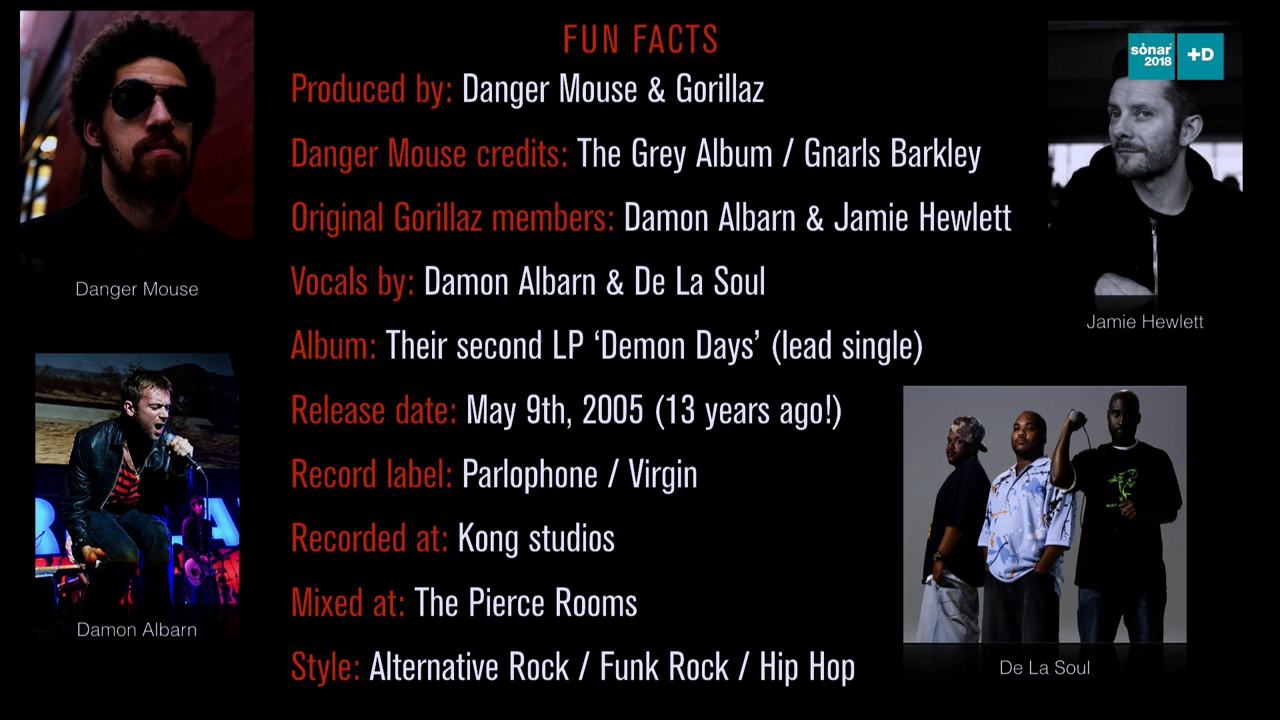 FUN FACTS
Produced by: Danger Mouse & Gorillaz
Danger Mouse credits: The Grey Album / Gnarls Barkley
Original Gorillaz members: Damon Albarn & Jamie Hewlett
Vocals by: Damon Albarn & De La Soul
Album: Their second LP ‘Demon Days’ (lead single)
Release date: May 9th, 2005 (13 years ago!)
Record label: Parlophone / Virgin
Recorded at: Kong studios
Mixed at: The Pierce Rooms
Style: Alternative Rock / Funk Rock / Hip Hop
Danger Mouse
Damon Albarn
sónar
2018
+D
Jamie Hewlett
De La Soul